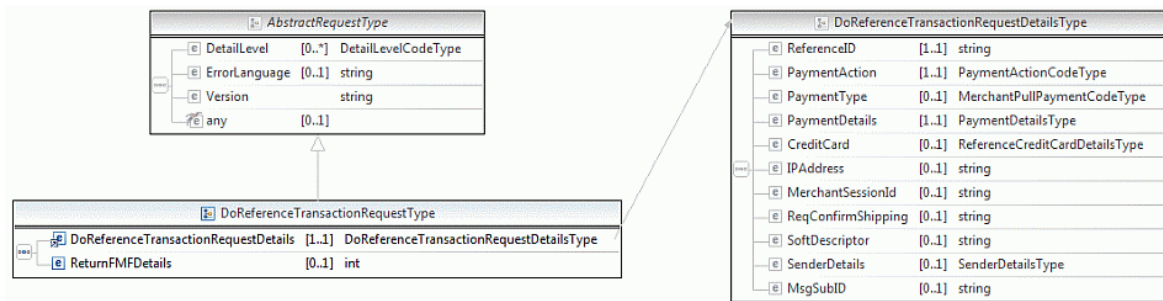 AbstractRequestType
DetailLevel [0..*] DetailLevelCodeType
ErrorLanguage [0..1] string
Version string
any [0..1]
DoReferenceTransactionRequestType
DoReferenceTransactionRequestDetails [1..1] DoReferenceTransactionRequestDetailsType
ReturnFMFDetails [0..1] int
DoReferenceTransactionRequestDetailsType
ReferenceID [1..1] string
PaymentAction [1..1] PaymentActionCodeType
PaymentType [0..1] MerchantPullPaymentCodeType
PaymentDetails [1..1] PaymentDetailsType
CreditCard [0..1] ReferenceCreditCardDetailsType
IPAddress [0..1] string
MerchantSessionId [0..1] string
ReqConfirmShipping [0..1] string
SoftDescriptor [0..1] string
SenderDetails [0..1] SenderDetailsType
MsgSubID [0..1] string